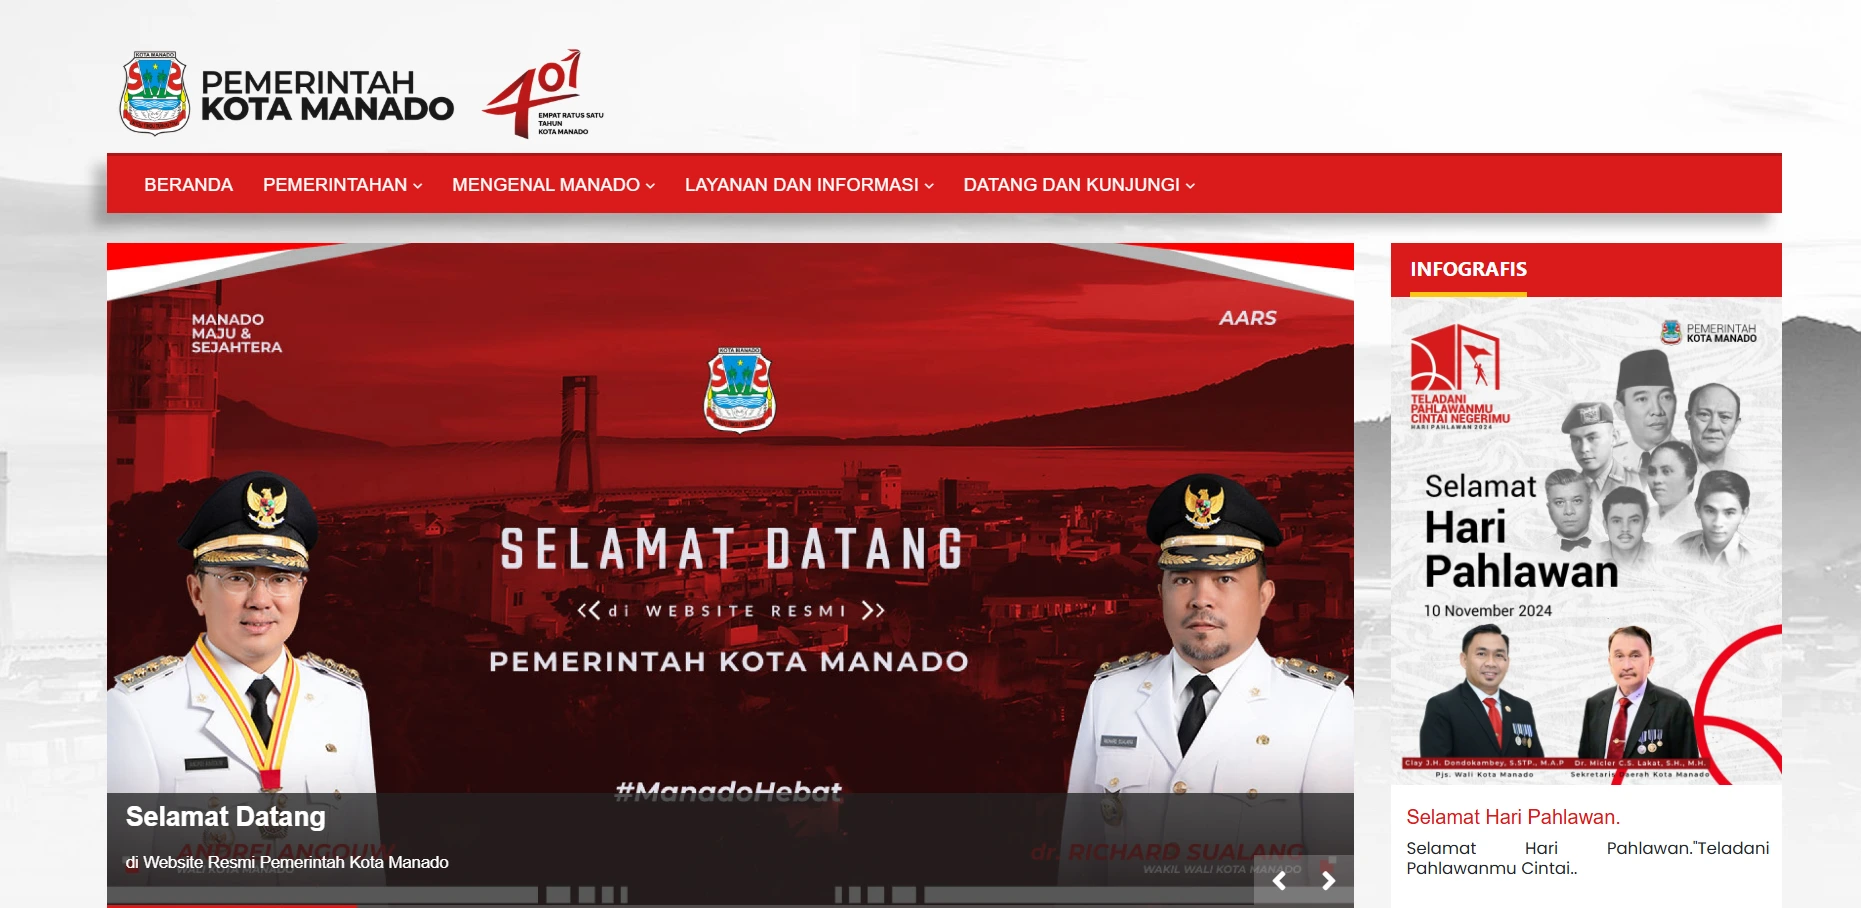 KOTA MANADO
PEMERINTAH
KOTA MANADO
401
EMPAT RATUS SATU
TAHUN
KOTA MANADO
BERANDA
PEMERINTAHAN
MENGENAL MANADO
LAYANAN DAN INFORMASI
DATANG DAN KUNJUNGI
MANADO
MAJU &
SEJAHTERA
AARS
KOTA MANADO
SELAMAT DATANG
di WEBSITE RESMI
PEMERINTAH KOTA MANADO
#ManadoHebat
Selamat Datang
ANDREI ANGOUW
WALI KOTA MANADO
di Website Resmi Pemerintah Kota Manado
dr. RICHARD SUALANG
WAKIL WALI KOTA MANADO
INFOGRAFIS
TELADANI
PAHLAWANMU
CINTAI NEGERIMU
HARI PAHLAWAN 2024
PEMERINTAH
KOTA MANADO
Selamat
Hari
Pahlawan
10 November 2024
Clay J.H. Dondokambey, S.STP., M.A.P
Pjs. Wali Kota Manado
Dr. Micler C.S. Lakat, S.H., M.H.
Sekretaris Daerah Kota Manado
Selamat Hari Pahlawan.
Selamat Hari Pahlawan."Teladani
Pahlawanmu Cintai..